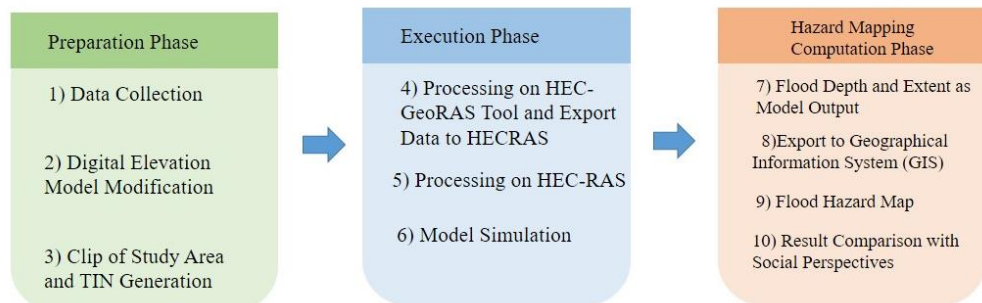 Preparation Phase
1) Data Collection
2) Digital Elevation
Model Modification
3) Clip of Study Area
and TIN Generation
Execution Phase
4) Processing on HEC-
GeoRAS Tool and Export
Data to HECRAS
5) Processing on HEC-RAS
6) Model Simulation
Hazard Mapping
Computation Phase
7) Flood Depth and Extent as
Model Output
8)Export to Geographical
Information System (GIS)
9) Flood Hazard Map
10) Result Comparison with
Social Perspectives